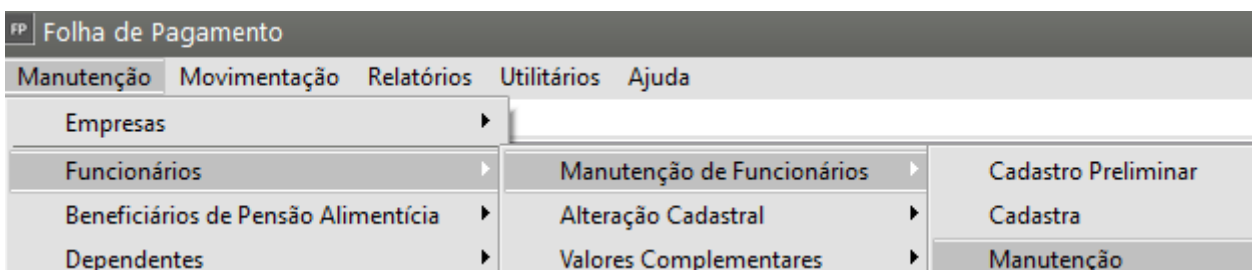 FP Folha de Pagamento
Manutenção Movimentação Relatórios Utilitários Ajuda
Empresas
Funcionários Manutenção de Funcionários Cadastro Preliminar
Beneficiários de Pensão Alimentícia Alteração Cadastral Cadastra
Dependentes Valores Complementares Manutenção